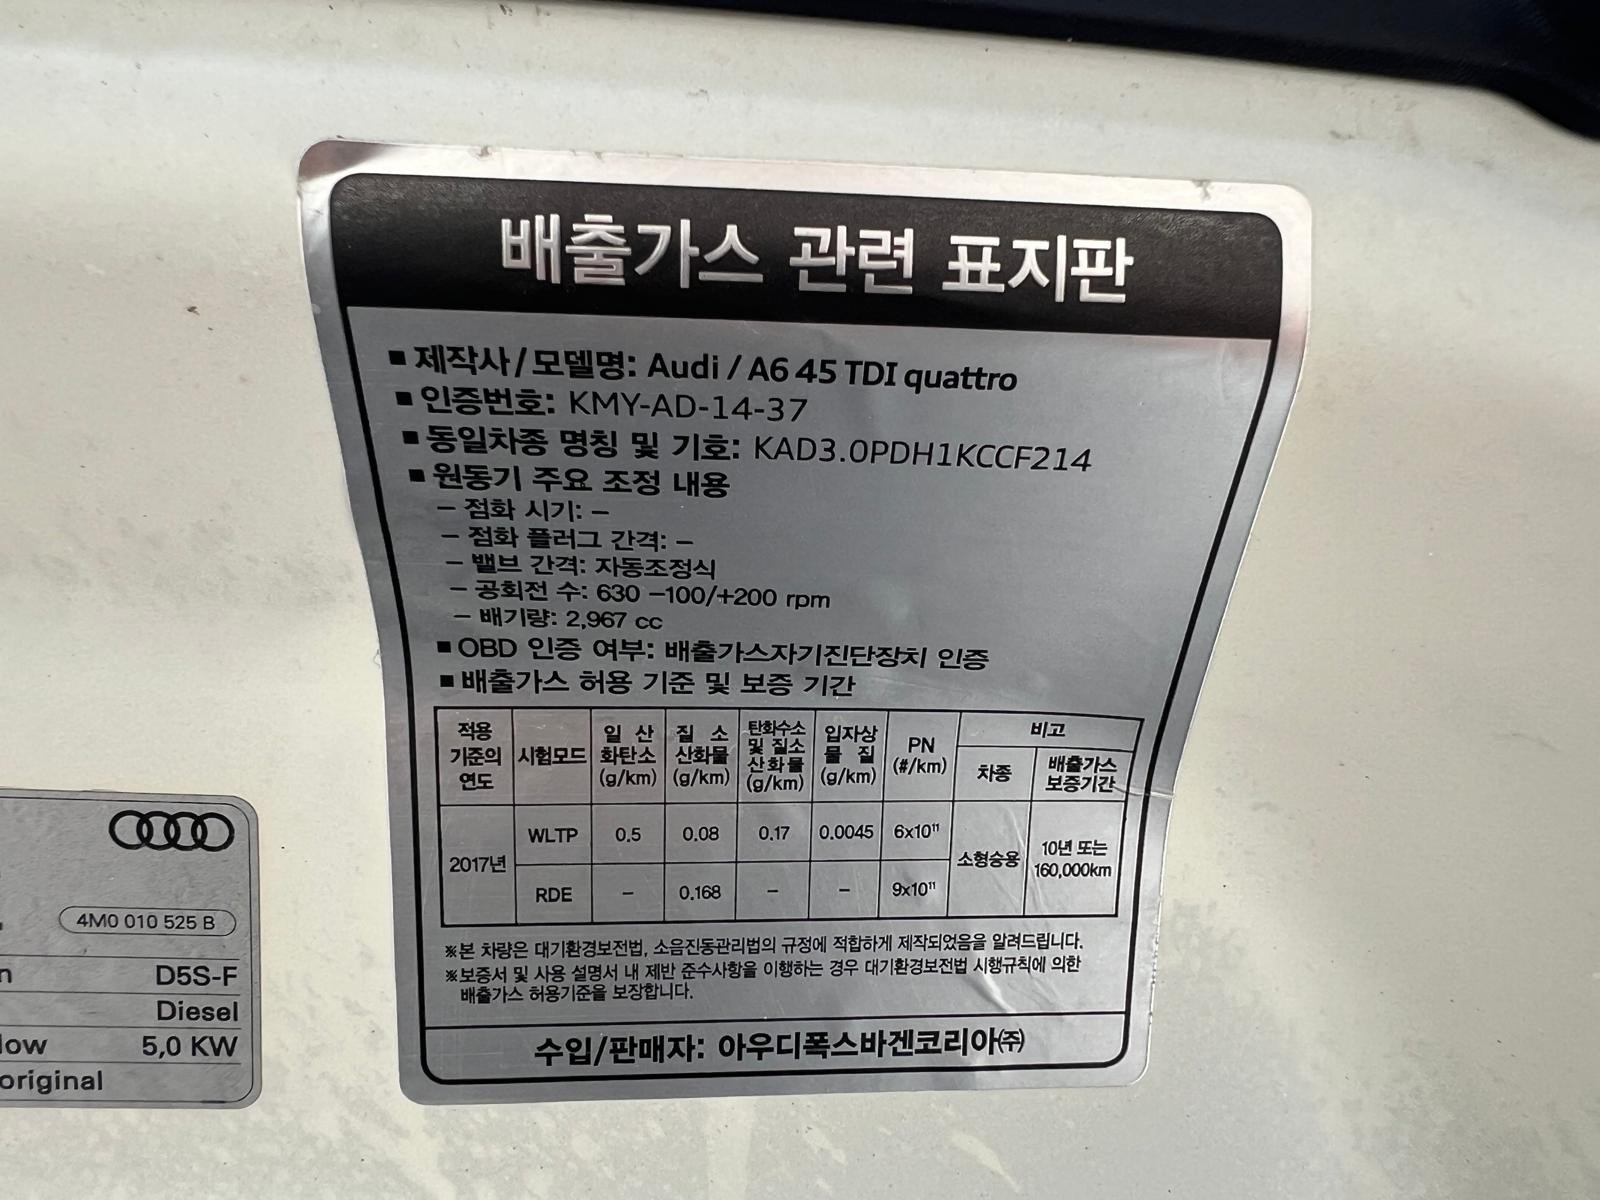 배출가스 관련 표지판
■ 제작사/모델명: Audi / A6 45 TDI quattro
■ 인증번호: KMY-AD-14-37
■ 동일차종 명칭 및 기호: KAD3.0PDH1KCCF214
■ 원동기 주요 조정 내용
– 점화 시기: –
– 점화 플러그 간격: –
– 밸브 간격: 자동조정식
– 공회전 수: 630 –100/+200 rpm
– 배기량: 2,967 cc
■ OBD 인증 여부: 배출가스자기진단장치 인증
■ 배출가스 허용 기준 및 보증 기간
적용 기준의 연도 시험모드 일 산 화탄소 (g/km) 질 소 산화물 (g/km) 탄화수소 및 질소 산화물 (g/km) 입자상 물 질 (g/km) PN (#/km) 비고
차종 배출가스 보증기간
2017년 WLTP 0.5 0.08 0.17 0.0045 6x10¹¹ 소형승용 10년 또는 160,000km
RDE – 0.168 – – 9x10¹¹
※본 차량은 대기환경보전법, 소음진동관리법의 규정에 적합하게 제작되었음을 알려드립니다.
※보증서 및 사용 설명서 내 제반 준수사항을 이행하는 경우 대기환경보전법 시행규칙에 의한
배출가스 허용기준을 보장합니다.
수입/판매자: 아우디폭스바겐코리아㈜
4M0 010 525 B
D5S-F
Diesel
5,0 KW
original